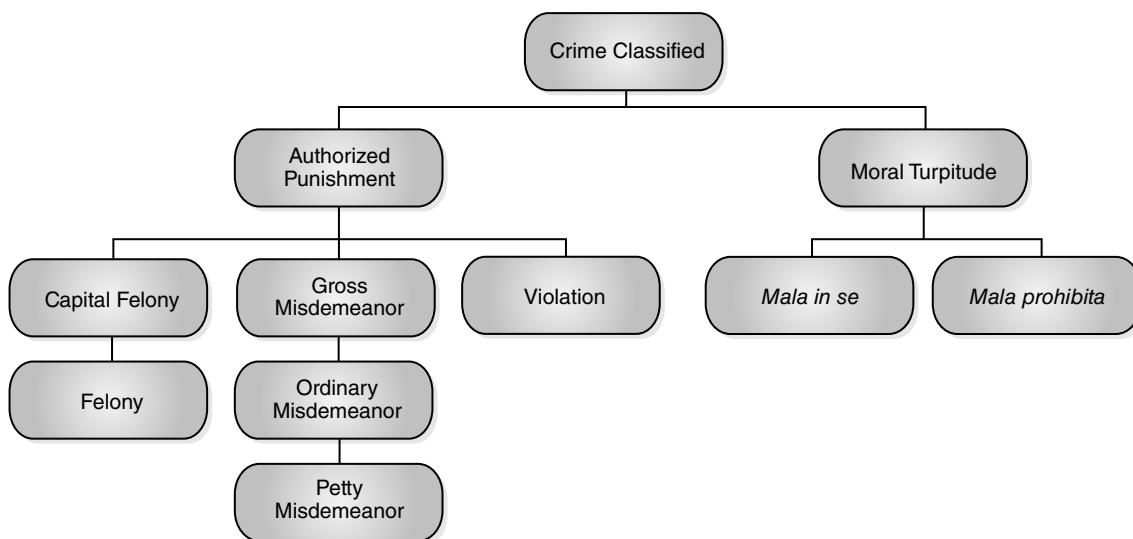 Crime Classified
Authorized
Punishment
Moral Turpitude
Capital Felony
Gross
Misdemeanor
Violation
Mala in se
Mala prohibita
Felony
Ordinary
Misdemeanor
Petty
Misdemeanor